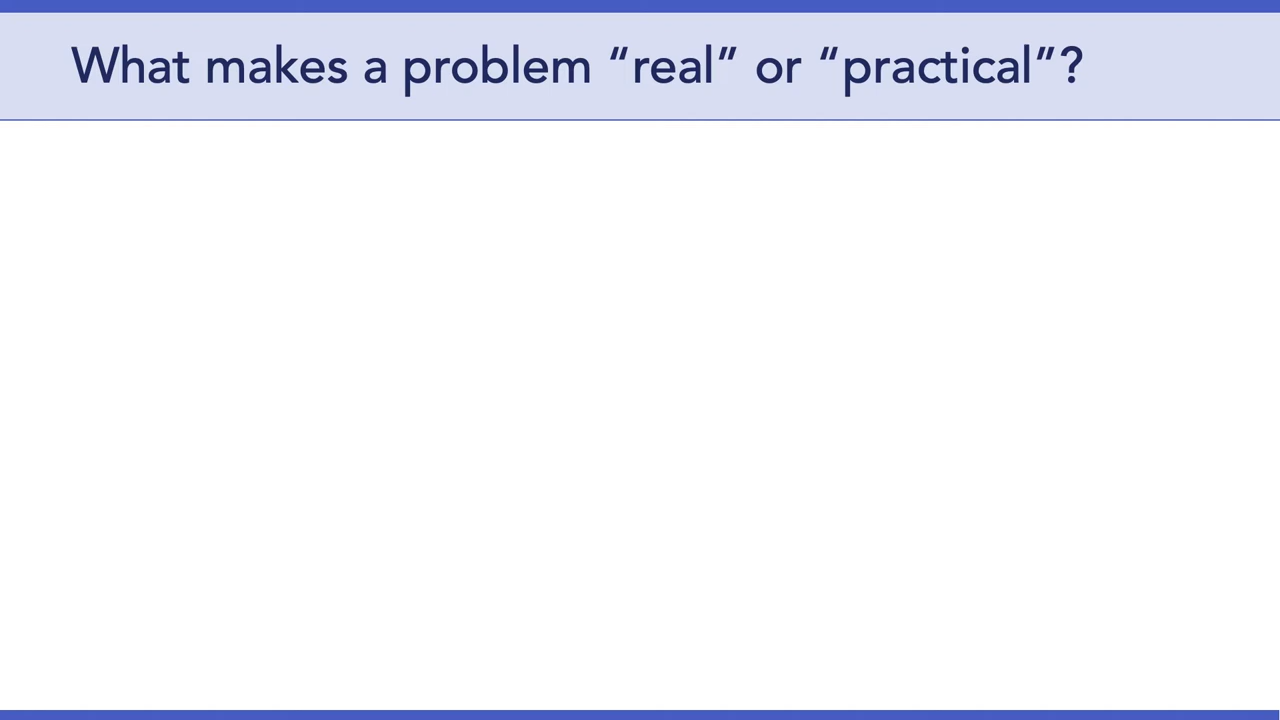 What makes a problem “real” or “practical”?